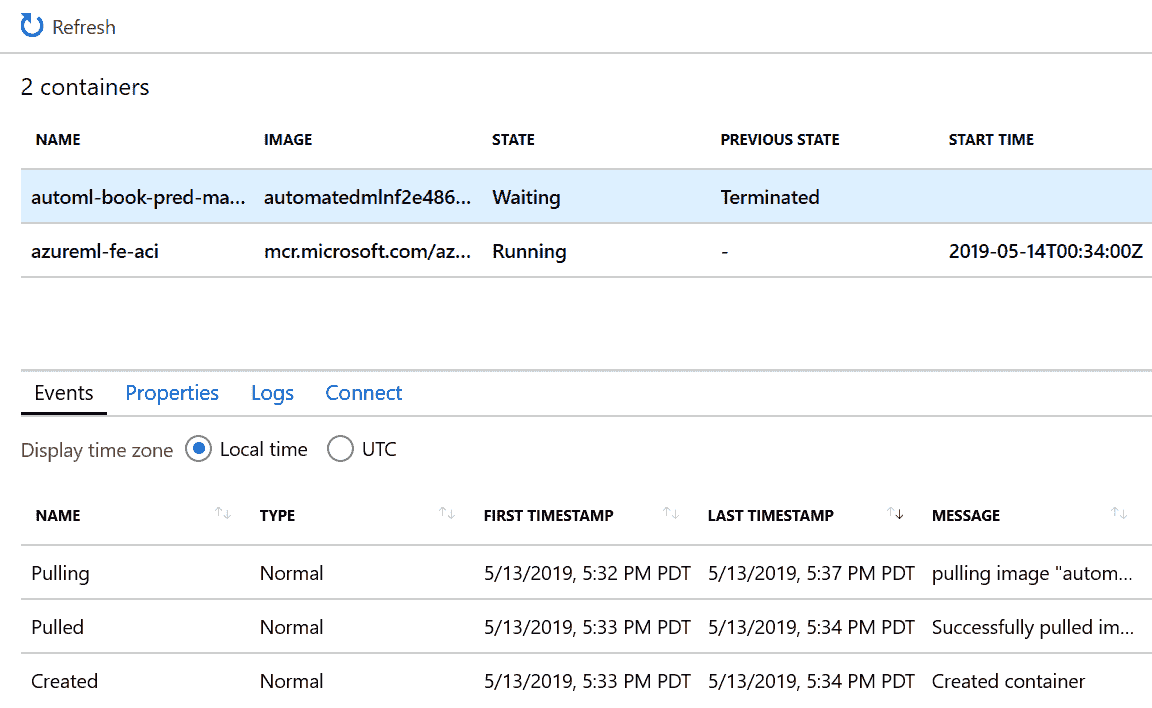 Refresh
2 containers
NAME IMAGE STATE PREVIOUS STATE START TIME
automl-book-pred-ma... automatedmlnf2e486... Waiting Terminated
azureml-fe-aci mcr.microsoft.com/az... Running - 2019-05-14T00:34:00Z
Events Properties Logs Connect
Display time zone Local time UTC
NAME TYPE FIRST TIMESTAMP LAST TIMESTAMP MESSAGE
Pulling Normal 5/13/2019, 5:32 PM PDT 5/13/2019, 5:37 PM PDT pulling image "autom...
Pulled Normal 5/13/2019, 5:33 PM PDT 5/13/2019, 5:34 PM PDT Successfully pulled im...
Created Normal 5/13/2019, 5:33 PM PDT 5/13/2019, 5:34 PM PDT Created container